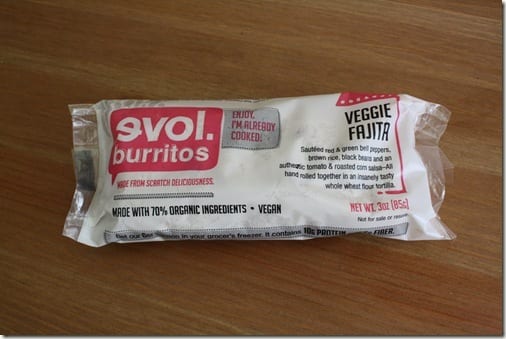 evol.
burritos
ENJOY,
I'M ALREADY
COOKED.
MADE FROM SCRATCH DELICIOUSNESS.
MADE WITH 70% ORGANIC INGREDIENTS • VEGAN
VEGGIE
FAJITA
Sautéed red & green bell peppers,
brown rice, black beans and an
authentic tomato & roasted corn salsa–All
hand rolled together in an insanely tasty
whole wheat flour tortilla.
NET WT. 3oz (85g)
Not for sale or
in your grocer's freezer. It contains 10g PROTEIN FIBER.